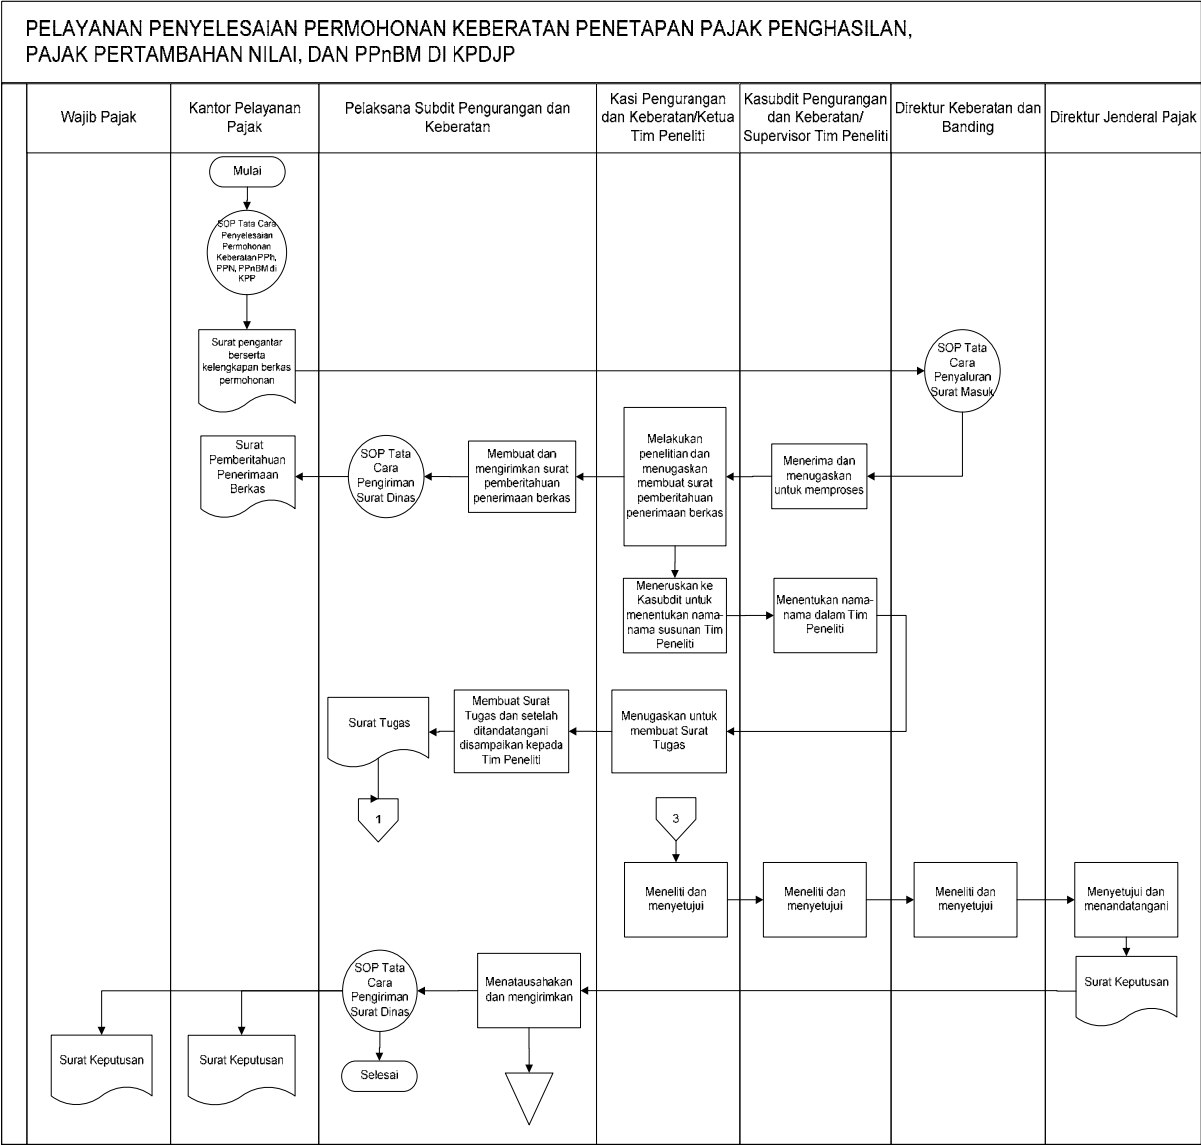 PELAYANAN PENYELESAIAN PERMOHONAN KEBERATAN PENETAPAN PAJAK PENGHASILAN,
PAJAK PERTAMBAHAN NILAI, DAN PPnBM DI KPDJP
Wajib Pajak
Kantor Pelayanan
Pajak
Pelaksana Subdit Pengurangan dan
Keberatan
Kasi Pengurangan
dan Keberatan/Ketua
Tim Peneliti
Kasubdit Pengurangan
dan Keberatan/
Supervisor Tim Peneliti
Direktur Keberatan dan
Banding
Direktur Jenderal Pajak
Mulai
SOP Tata Cara
Penyelesaian
Permohonan
Keberatan PPh,
PPN, PPnBM di
KPP
Surat pengantar
berserta
kelengkapan berkas
permohonan
SOP Tata
Cara
Penyaluran
Surat Masuk
Surat
Pemberitahuan
Penerimaan
Berkas
SOP Tata
Cara
Pengiriman
Surat Dinas
Membuat dan
mengirimkan surat
pemberitahuan
penerimaan berkas
Melakukan
penelitian dan
menugaskan
membuat surat
pemberitahuan
penerimaan berkas
Menerima dan
menugaskan
untuk memproses
Meneruskan ke
Kasubdit untuk
menentukan nama-
nama susunan Tim
Peneliti
Menentukan nama-
nama dalam Tim
Peneliti
Surat Tugas
Membuat Surat
Tugas dan setelah
ditandatangani
disampaikan kepada
Tim Peneliti
Menugaskan untuk
membuat Surat
Tugas
1
3
Meneliti dan
menyetujui
Meneliti dan
menyetujui
Meneliti dan
menyetujui
Menyetujui dan
menandatangani
SOP Tata
Cara
Pengiriman
Surat Dinas
Menatausahakan
dan mengirimkan
Surat Keputusan
Surat Keputusan
Surat Keputusan
Selesai